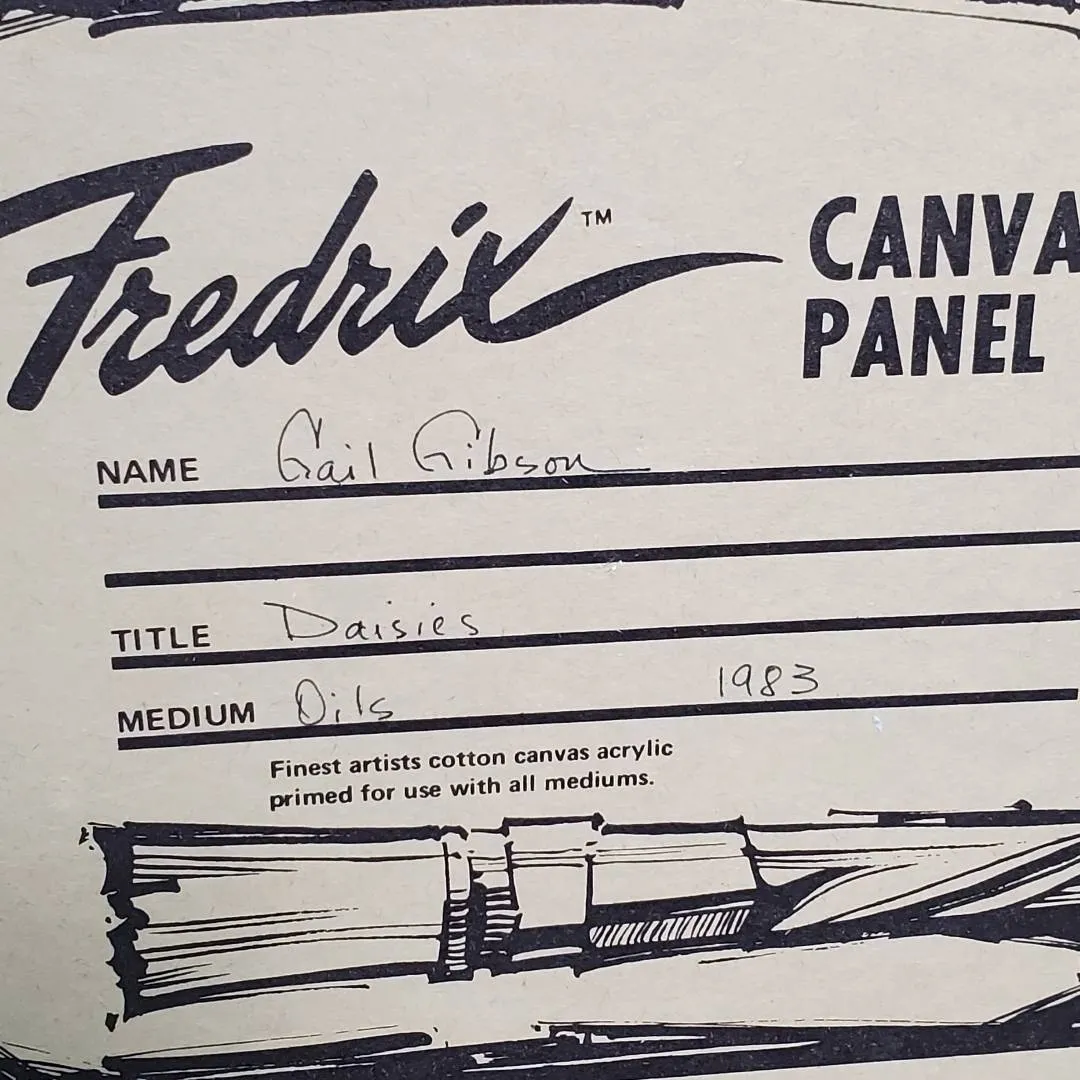 Fredrix™ CANVA
PANEL
NAME Gail Gibson
TITLE Daisies
MEDIUM Oils 1983
Finest artists cotton canvas acrylic
primed for use with all mediums.